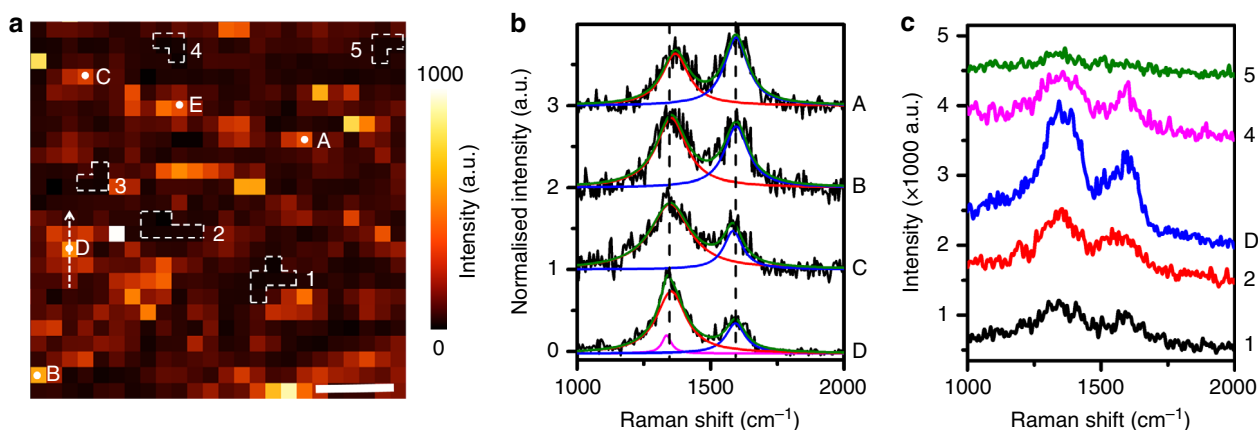 a
4
5
C
E
A
3
2
D
1
B
1000
0
Intensity (a.u.)
b
Normalised intensity (a.u.)
3
2
1
0
A
B
C
D
1000 1500 2000
Raman shift (cm⁻¹)
c
Intensity (×1000 a.u.)
5
4
3
2
1
5
4
D
2
1
1000 1500 2000
Raman shift (cm⁻¹)